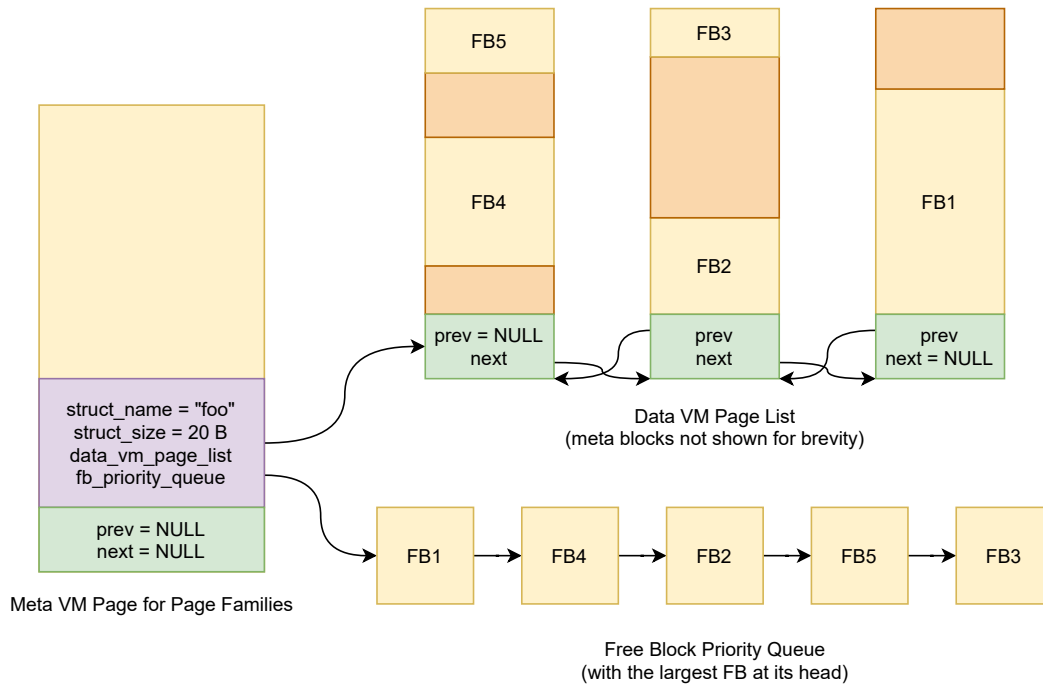 FB5
FB4
prev = NULL
next
FB3
FB2
prev
next
FB1
prev
next = NULL
Data VM Page List
(meta blocks not shown for brevity)
struct_name = "foo"
struct_size = 20 B
data_vm_page_list
fb_priority_queue
prev = NULL
next = NULL
Meta VM Page for Page Families
FB1
FB4
FB2
FB5
FB3
Free Block Priority Queue
(with the largest FB at its head)